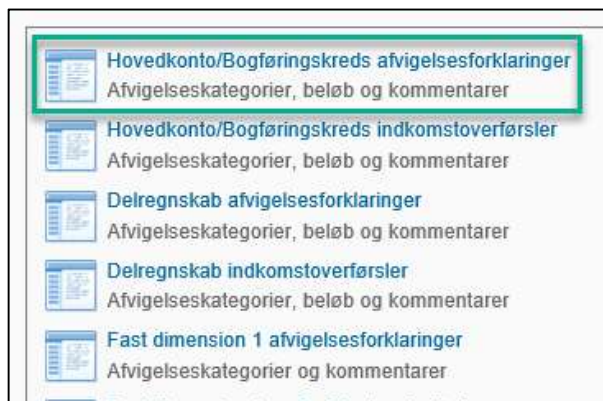 Hovedkonto/Bogføringskreds afvigelsesforklaringer
Afvigelseskategorier, beløb og kommentarer
Hovedkonto/Bogføringskreds indkomstoverførsler
Afvigelseskategorier, beløb og kommentarer
Delregnskab afvigelsesforklaringer
Afvigelseskategorier, beløb og kommentarer
Delregnskab indkomstoverførsler
Afvigelseskategorier, beløb og kommentarer
Fast dimension 1 afvigelsesforklaringer
Afvigelseskategorier og kommentarer